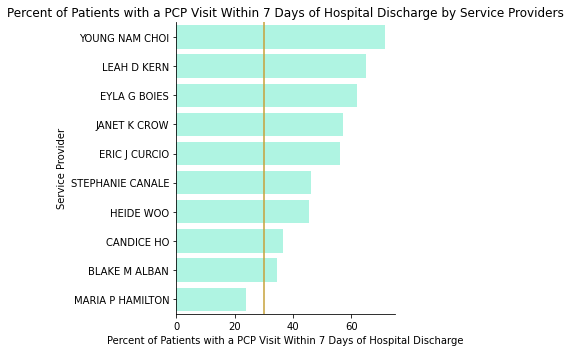 Percent of Patients with a PCP Visit Within 7 Days of Hospital Discharge by Service Providers
Service Provider
YOUNG NAM CHOI
LEAH D KERN
EYLA G BOIES
JANET K CROW
ERIC J CURCIO
STEPHANIE CANALE
HEIDE WOO
CANDICE HO
BLAKE M ALBAN
MARIA P HAMILTON
0 20 40 60
Percent of Patients with a PCP Visit Within 7 Days of Hospital Discharge